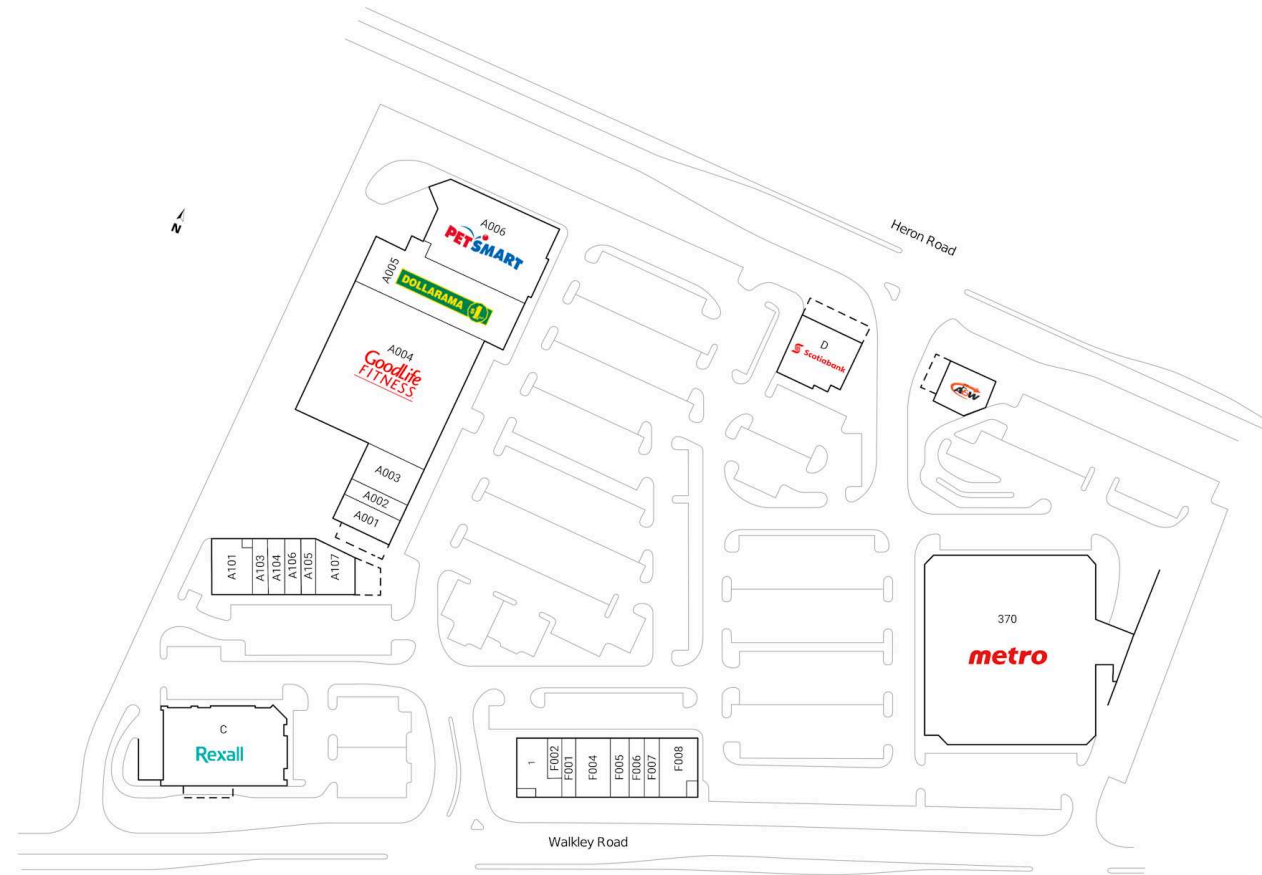 Heron Road
N
A006
PETSMART
A005
DOLLARAMA
A004
GoodLife
FITNESS
D
Scotiabank
A&W
A003
A002
A001
A101
A103
A104
A106
A105
A107
370
metro
C
Rexall
1
F002
F001
F004
F005
F006
F007
F008
Walkley Road